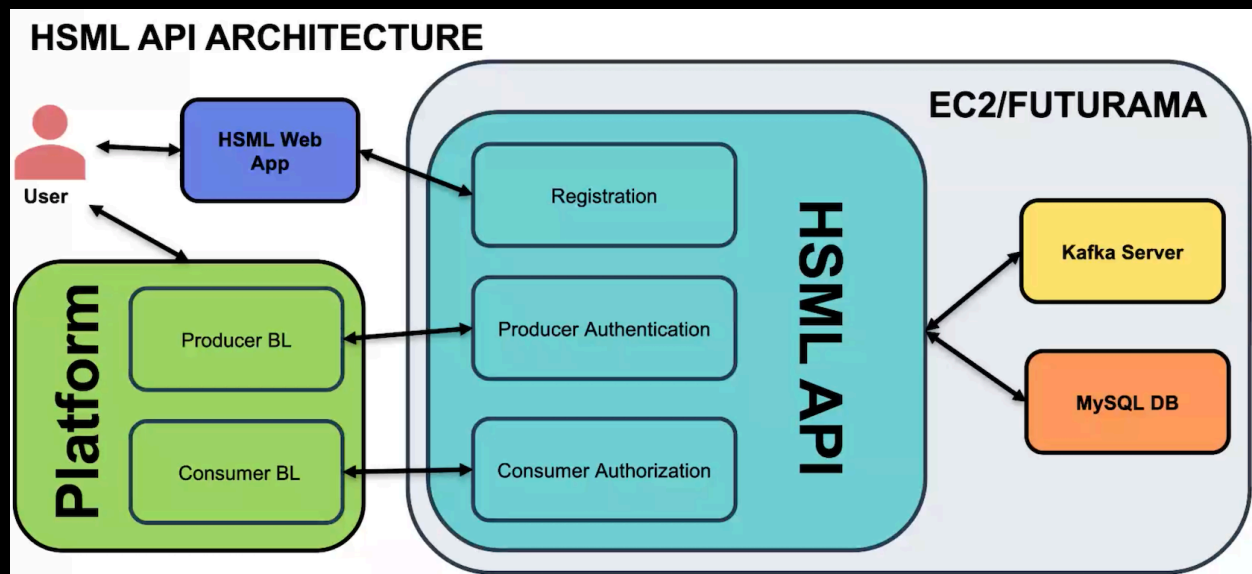 HSML API ARCHITECTURE
EC2/FUTURAMA
User
HSML Web
App
Registration
HSML API
Kafka Server
Platform
Producer BL
Producer Authentication
MySQL DB
Consumer BL
Consumer Authorization